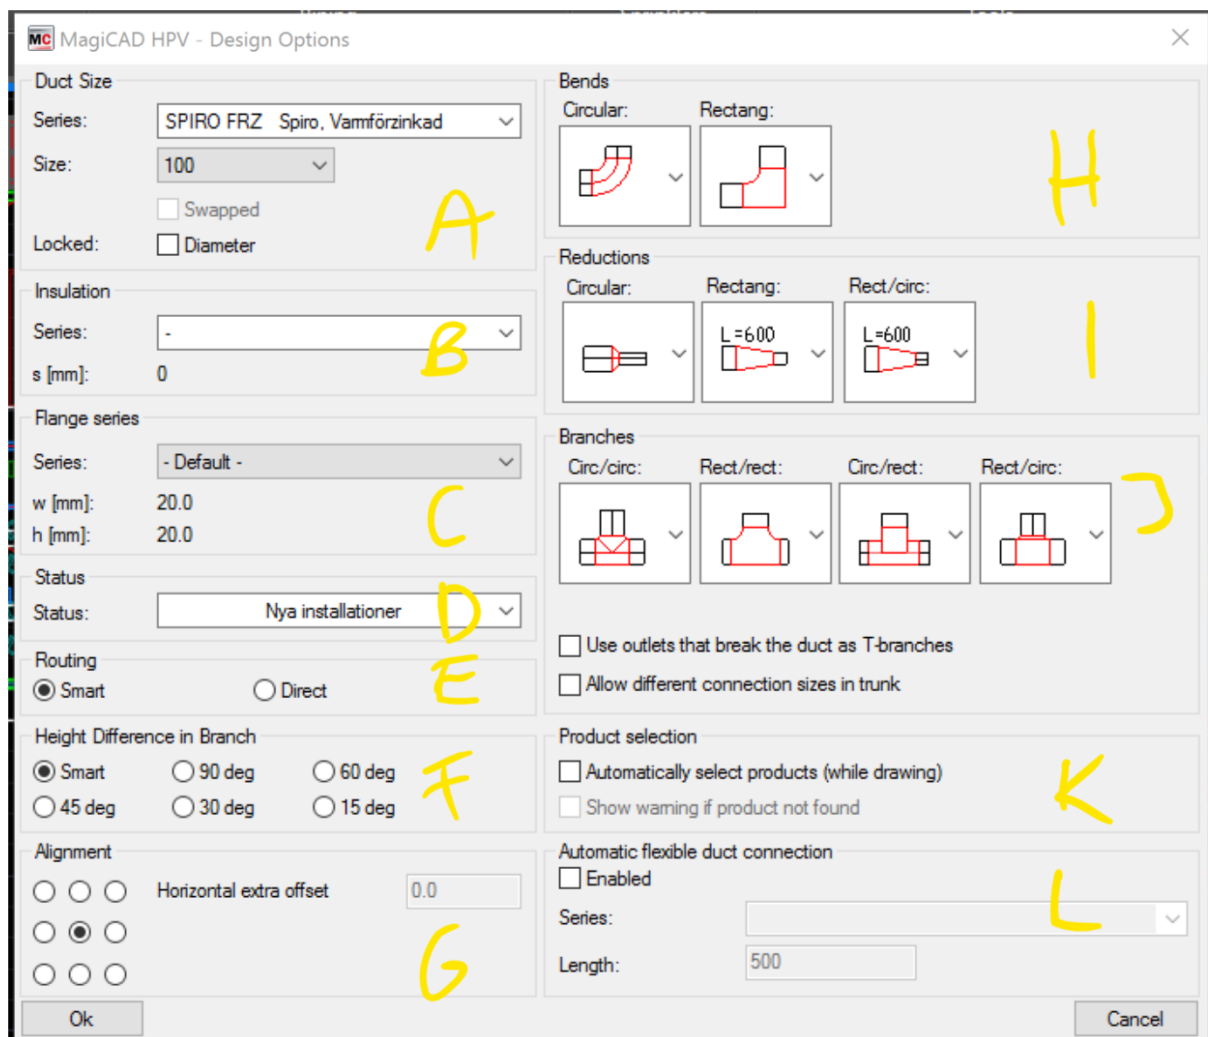 MC MagiCAD HPV - Design Options
Duct Size
Series: SPIRO FRZ Spiro, Varmförzinkad
Size: 100
Swapped
Locked: Diameter
A
Insulation
Series: -
s [mm]: 0
B
Flange series
Series: - Default -
w [mm]: 20.0
h [mm]: 20.0
C
Status
Status: Nya installationer
D
Routing
Smart Direct
E
Height Difference in Branch
Smart 90 deg 60 deg
45 deg 30 deg 15 deg
F
Alignment
Horizontal extra offset 0.0
G
Ok
Bends
Circular: Rectang:
H
Reductions
Circular: Rectang: Rect/circ:
L=600 L=600
I
Branches
Circ/circ: Rect/rect: Circ/rect: Rect/circ:
J
Use outlets that break the duct as T-branches
Allow different connection sizes in trunk
Product selection
Automatically select products (while drawing)
Show warning if product not found
K
Automatic flexible duct connection
Enabled
Series:
Length: 500
L
Cancel